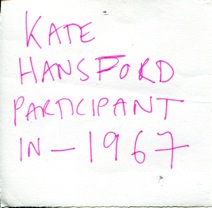 KATE
HANSFORD
PARTICIPANT
IN - 1967